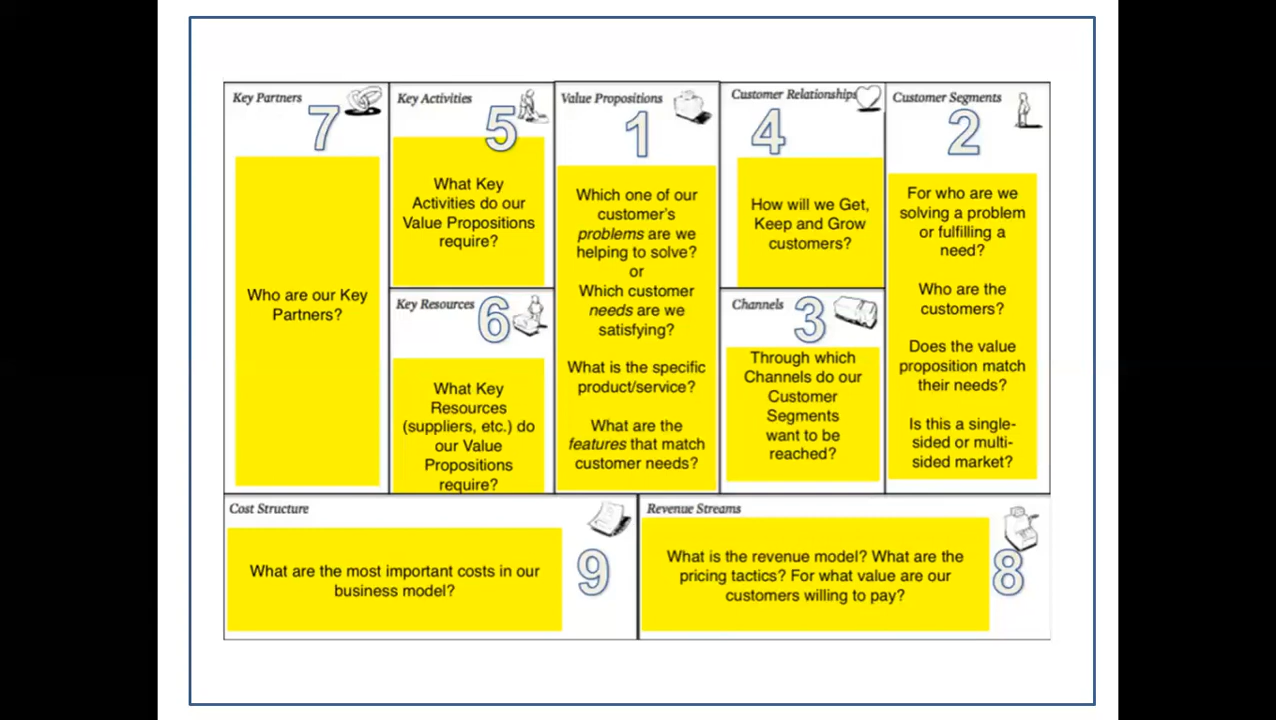 Key Partners
7
Who are our Key
Partners?
Key Activities
5
What Key
Activities do our
Value Propositions
require?
Key Resources
6
What Key
Resources
(suppliers, etc.) do
our Value
Propositions
require?
Value Propositions
1
Which one of our
customer's
problems are we
helping to solve?
or
Which customer
needs are we
satisfying?
What is the specific
product/service?
What are the
features that match
customer needs?
Customer Relationships
4
How will we Get,
Keep and Grow
customers?
Channels
3
Through which
Channels do our
Customer
Segments
want to be
reached?
Customer Segments
2
For who are we
solving a problem
or fulfilling a
need?
Who are the
customers?
Does the value
proposition match
their needs?
Is this a single-
sided or multi-
sided market?
Cost Structure
9
What are the most important costs in our
business model?
Revenue Streams
8
What is the revenue model? What are the
pricing tactics? For what value are our
customers willing to pay?